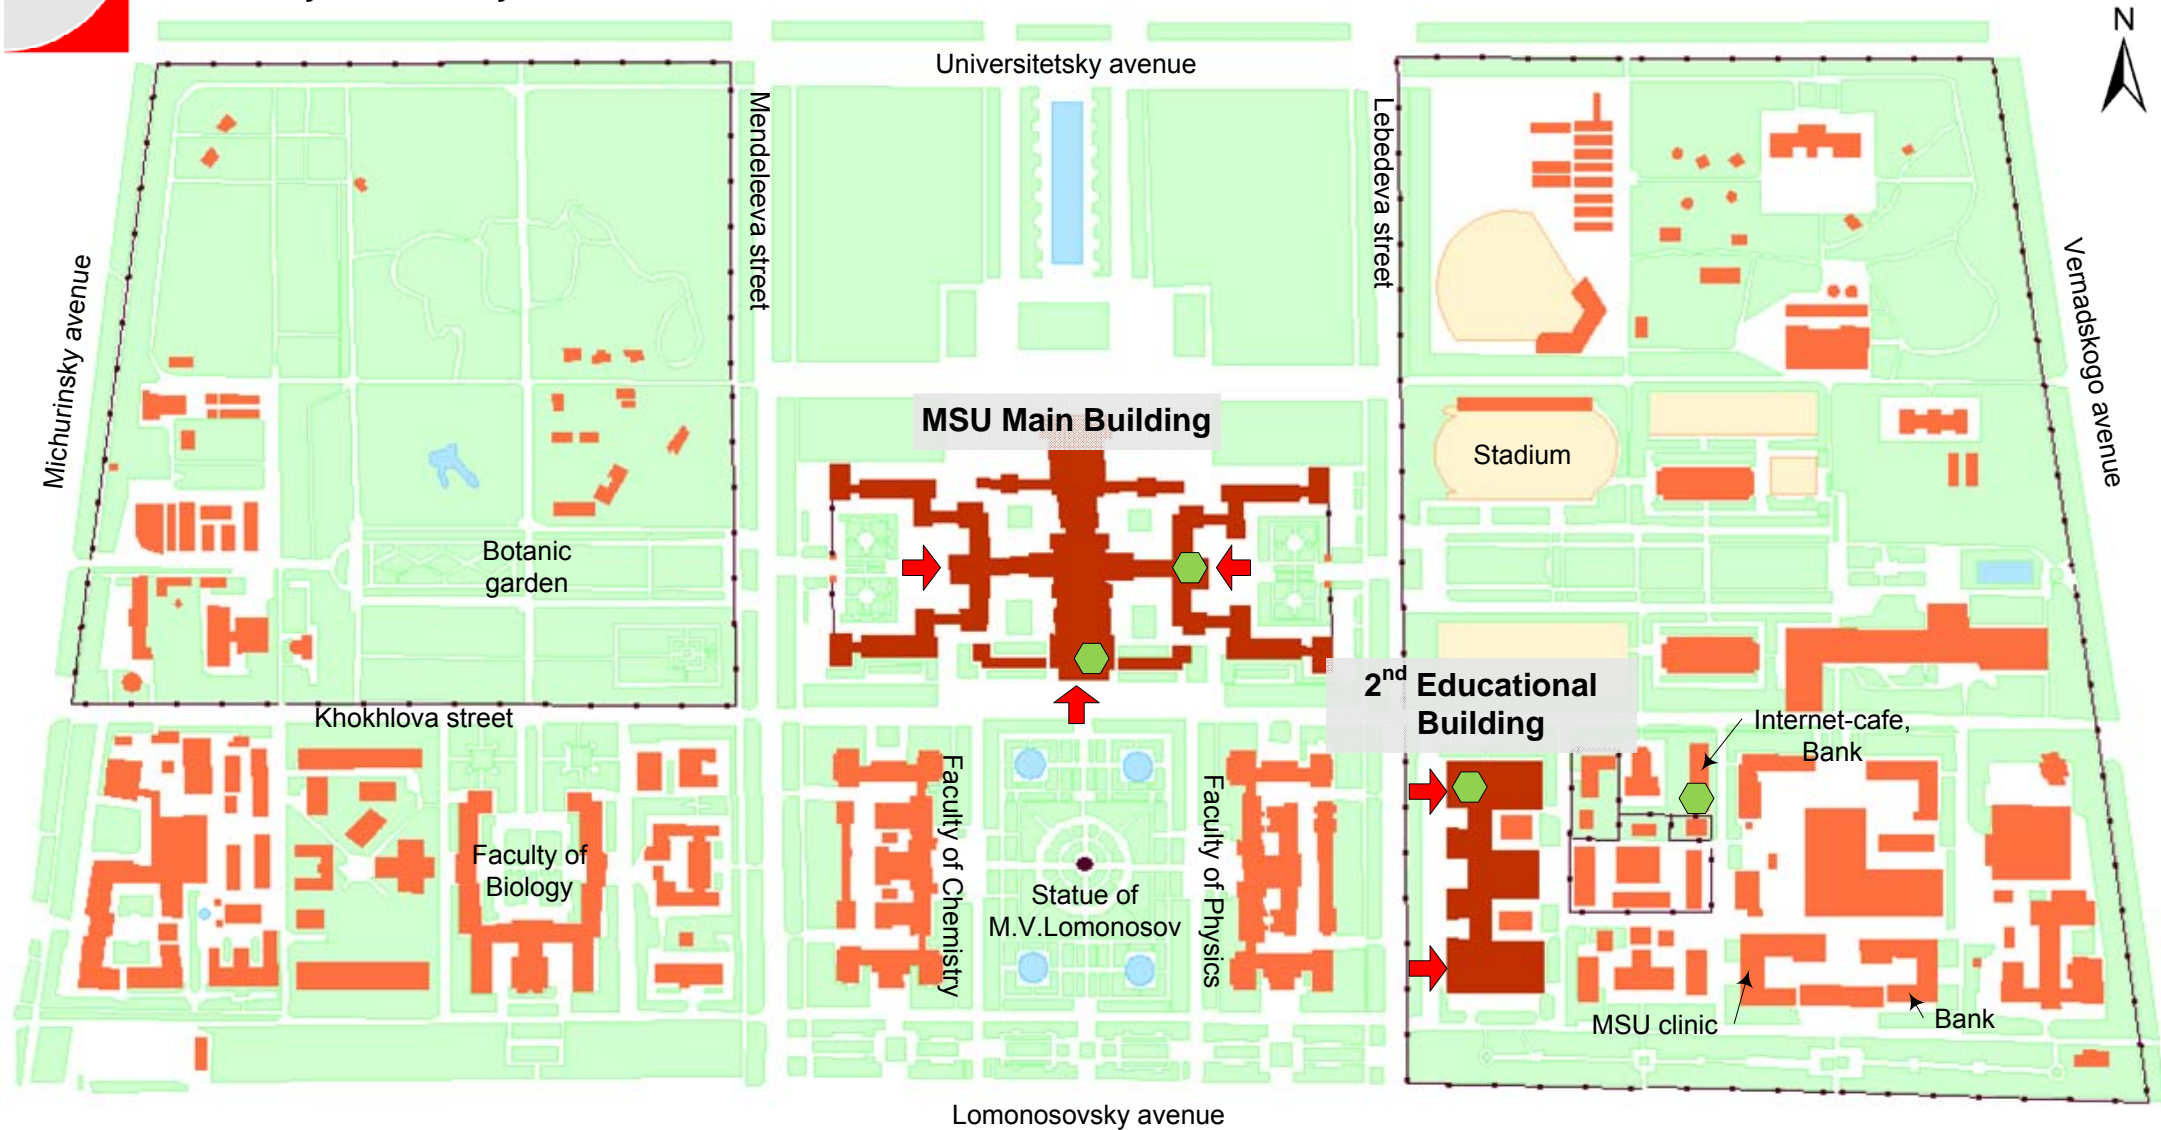 N
Universitetsky avenue
Mendeleeva street
Lebedeva street
Michurinsky avenue
Vernadskogo avenue
MSU Main Building
Stadium
Botanic
garden
2nd Educational
Building
Khokhlova street
Internet-cafe,
Bank
Faculty of Chemistry
Faculty of Physics
Faculty of
Biology
Statue of
M.V.Lomonosov
MSU clinic
Bank
Lomonosovsky avenue